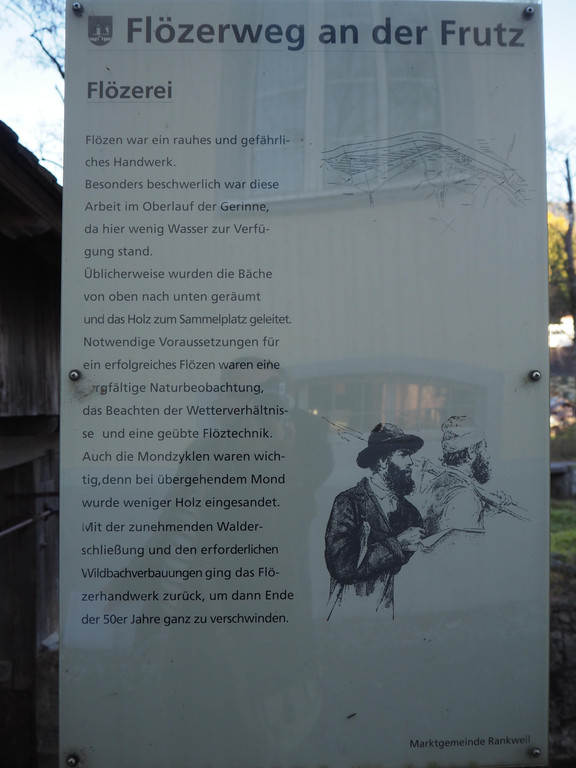 Flözerweg an der Frutz
Flözerei
Flözen war ein rauhes und gefährli-
ches Handwerk.
Besonders beschwerlich war diese
Arbeit im Oberlauf der Gerinne,
da hier wenig Wasser zur Verfü-
gung stand.
Üblicherweise wurden die Bäche
von oben nach unten geräumt
und das Holz zum Sammelplatz geleitet.
Notwendige Voraussetzungen für
ein erfolgreiches Flözen waren eine
sorgfältige Naturbeobachtung,
das Beachten der Wetterverhältnis-
se und eine geübte Flöztechnik.
Auch die Mondzyklen waren wich-
tig,denn bei übergehendem Mond
wurde weniger Holz eingesandet.
Mit der zunehmenden Walder-
schließung und den erforderlichen
Wildbachverbauungen ging das Flö-
zerhandwerk zurück, um dann Ende
der 50er Jahre ganz zu verschwinden.
Marktgemeinde Rankweil